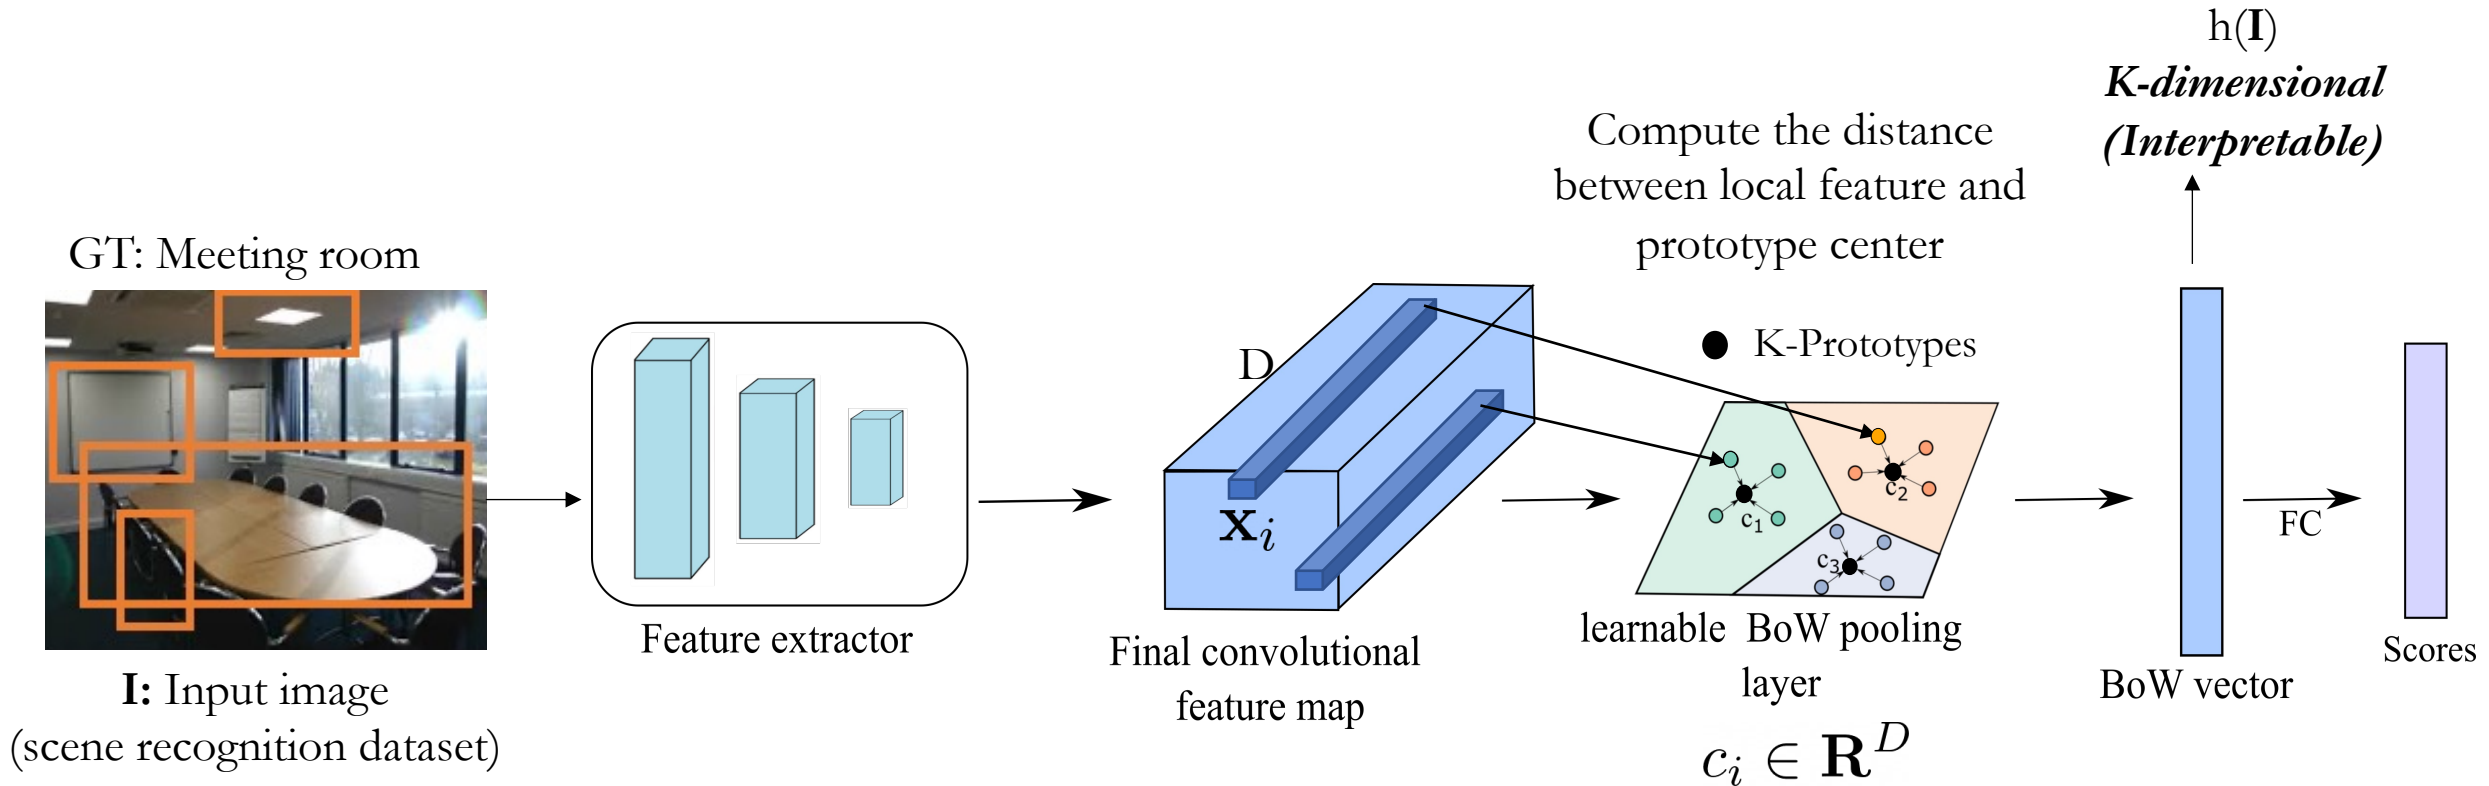 GT: Meeting room
I: Input image
(scene recognition dataset)
Feature extractor
D
x_i
Final convolutional
feature map
Compute the distance
between local feature and
prototype center
K-Prototypes
c_1
c_2
c_3
learnable BoW pooling
layer
c_i ∈ R^D
h(I)
K-dimensional
(Interpretable)
BoW vector
FC
Scores